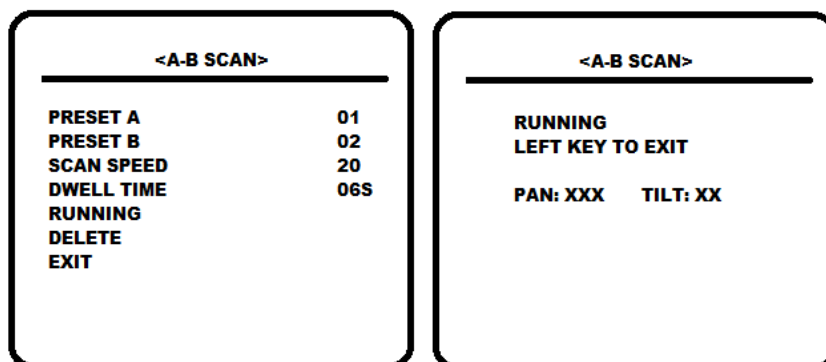 <A-B SCAN>
PRESET A 01
PRESET B 02
SCAN SPEED 20
DWELL TIME 06S
RUNNING
DELETE
EXIT
<A-B SCAN>
RUNNING
LEFT KEY TO EXIT
PAN: XXX TILT: XX